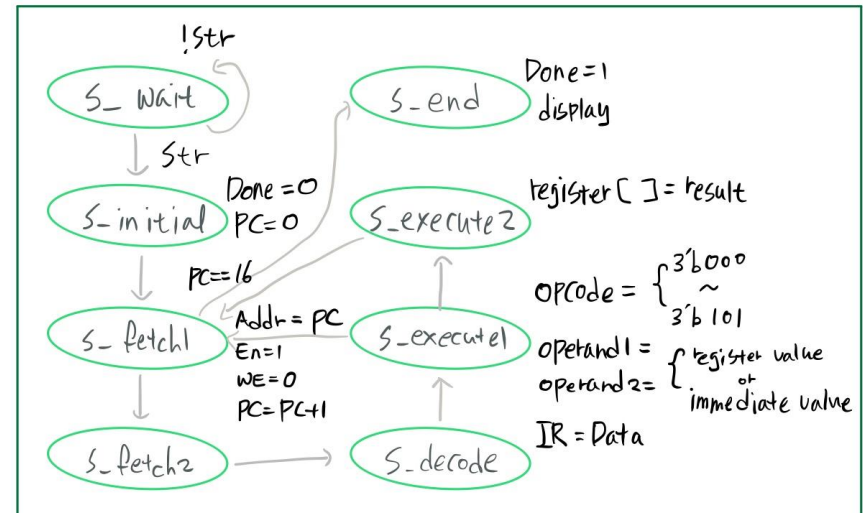 !Str
S_wait
Str
S_initial
Done=0
PC=0
PC==16
S_fetch1
Addr=PC
En=1
WE=0
PC=PC+1
S_fetch2
S_end
Done=1
display
S_execute2
register[ ]=result
S_execute1
OPCode = { 3'b000
~
3'b101
operand1 =
operand2= { register value
or
immediate value
S_decode
IR=Data